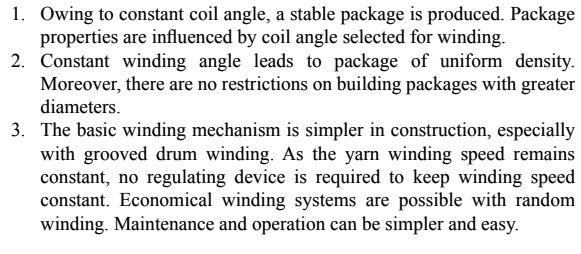 1. Owing to constant coil angle, a stable package is produced. Package
properties are influenced by coil angle selected for winding.
2. Constant winding angle leads to package of uniform density.
Moreover, there are no restrictions on building packages with greater
diameters.
3. The basic winding mechanism is simpler in construction, especially
with grooved drum winding. As the yarn winding speed remains
constant, no regulating device is required to keep winding speed
constant. Economical winding systems are possible with random
winding. Maintenance and operation can be simpler and easy.